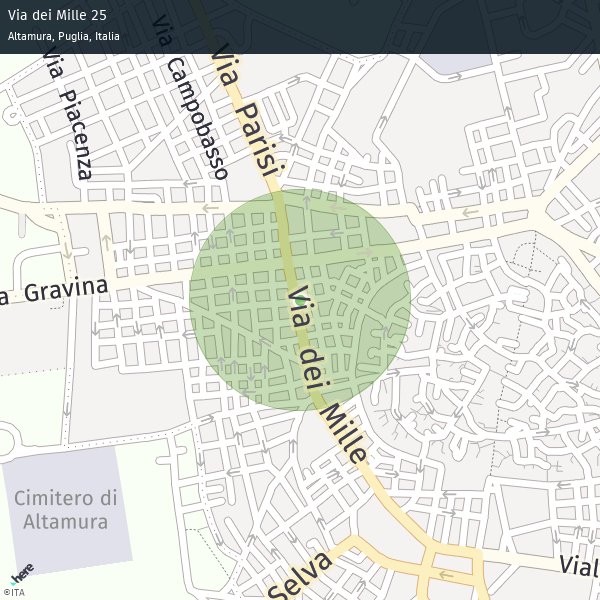 Via dei Mille 25
Altamura, Puglia, Italia
Via Piacenza
Via Campobasso
Via Parisi
a Gravina
Via dei Mille
Cimitero di
Altamura
Selva
Vial
here
©ITA